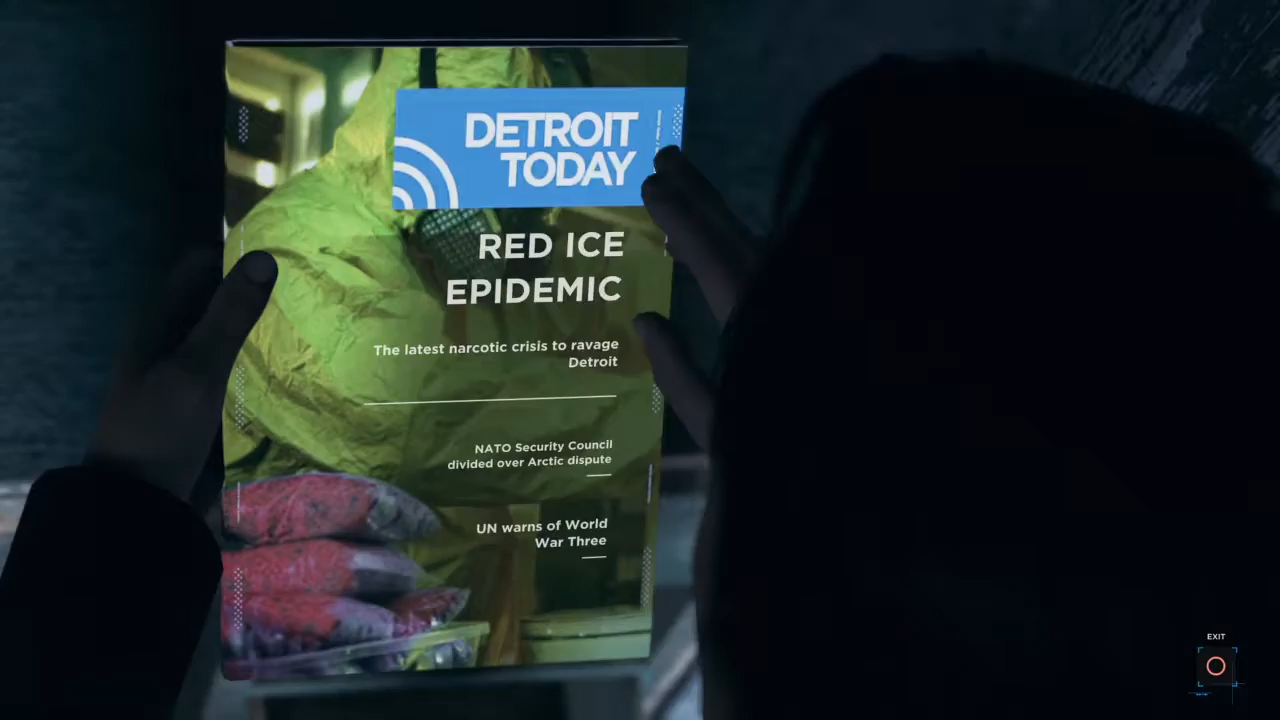 DETROIT
TODAY
RED ICE
EPIDEMIC
The latest narcotic crisis to ravage
Detroit
NATO Security Council
divided over Arctic dispute
UN warns of World
War Three
EXIT